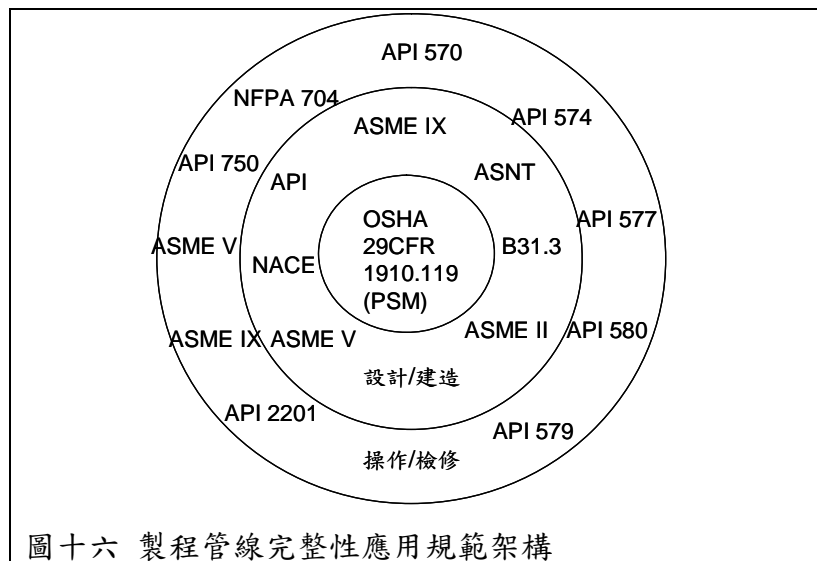 API 570
NFPA 704
API 574
ASME IX
API 750
ASNT
API
API 577
OSHA
29CFR
1910.119
(PSM)
ASME V
B31.3
NACE
ASME IX
ASME V
ASME II
API 580
設計/建造
API 2201
API 579
操作/檢修
圖十六 製程管線完整性應用規範架構